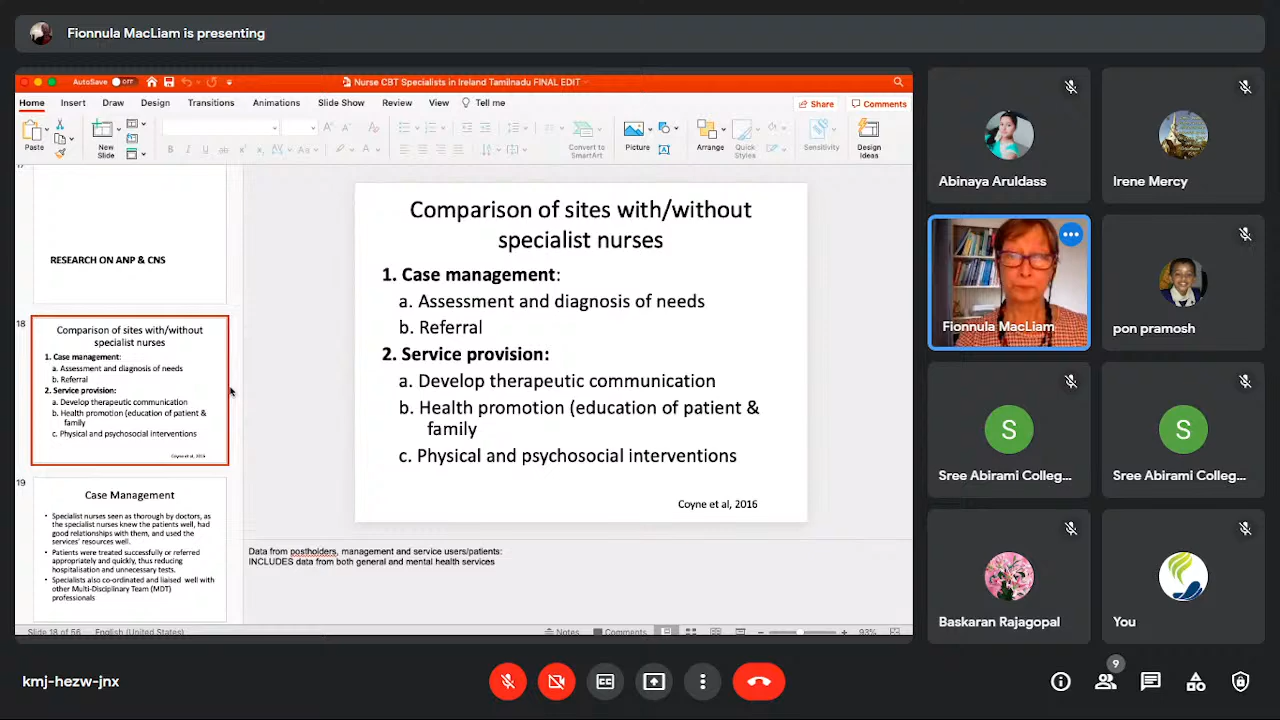 Fionnula MacLiam is presenting
AutoSave OFF
Nurse CBT Specialists in Ireland Tamilnadu FINAL EDIT
Home Insert Draw Design Transitions Animations Slide Show Review View Tell me
Share Comments
Paste
New
Slide
Convert to
SmartArt
Picture
Arrange
Quick
Styles
Sensitivity
Design
Ideas
17
RESEARCH ON ANP & CNS
18
Comparison of sites with/without
specialist nurses
1. Case management:
a. Assessment and diagnosis of needs
b. Referral
2. Service provision:
a. Develop therapeutic communication
b. Health promotion (education of patient &
family
c. Physical and psychosocial interventions
Coyne et al, 2016
19
Case Management
• Specialist nurses seen as thorough by doctors, as
the specialist nurses knew the patients well, had
good relationships with them, and used the
services' resources well.
• Patients were treated successfully or referred
appropriately and quickly, thus reducing
hospitalisation and unnecessary tests.
• Specialists also co-ordinated and liaised well with
other Multi-Disciplinary Team (MDT)
professionals
Comparison of sites with/without
specialist nurses
1. Case management:
a. Assessment and diagnosis of needs
b. Referral
2. Service provision:
a. Develop therapeutic communication
b. Health promotion (education of patient &
family
c. Physical and psychosocial interventions
Coyne et al, 2016
Data from postholders, management and service users/patients:
INCLUDES data from both general and mental health services
Slide 18 of 56 English (United States)
Notes Comments 93%
Abinaya Aruldass
Irene Mercy
Fionnula MacLiam
pon pramosh
S
Sree Abirami Colleg...
S
Sree Abirami Colleg...
Baskaran Rajagopal
You
kmj-hezw-jnx
CC
9